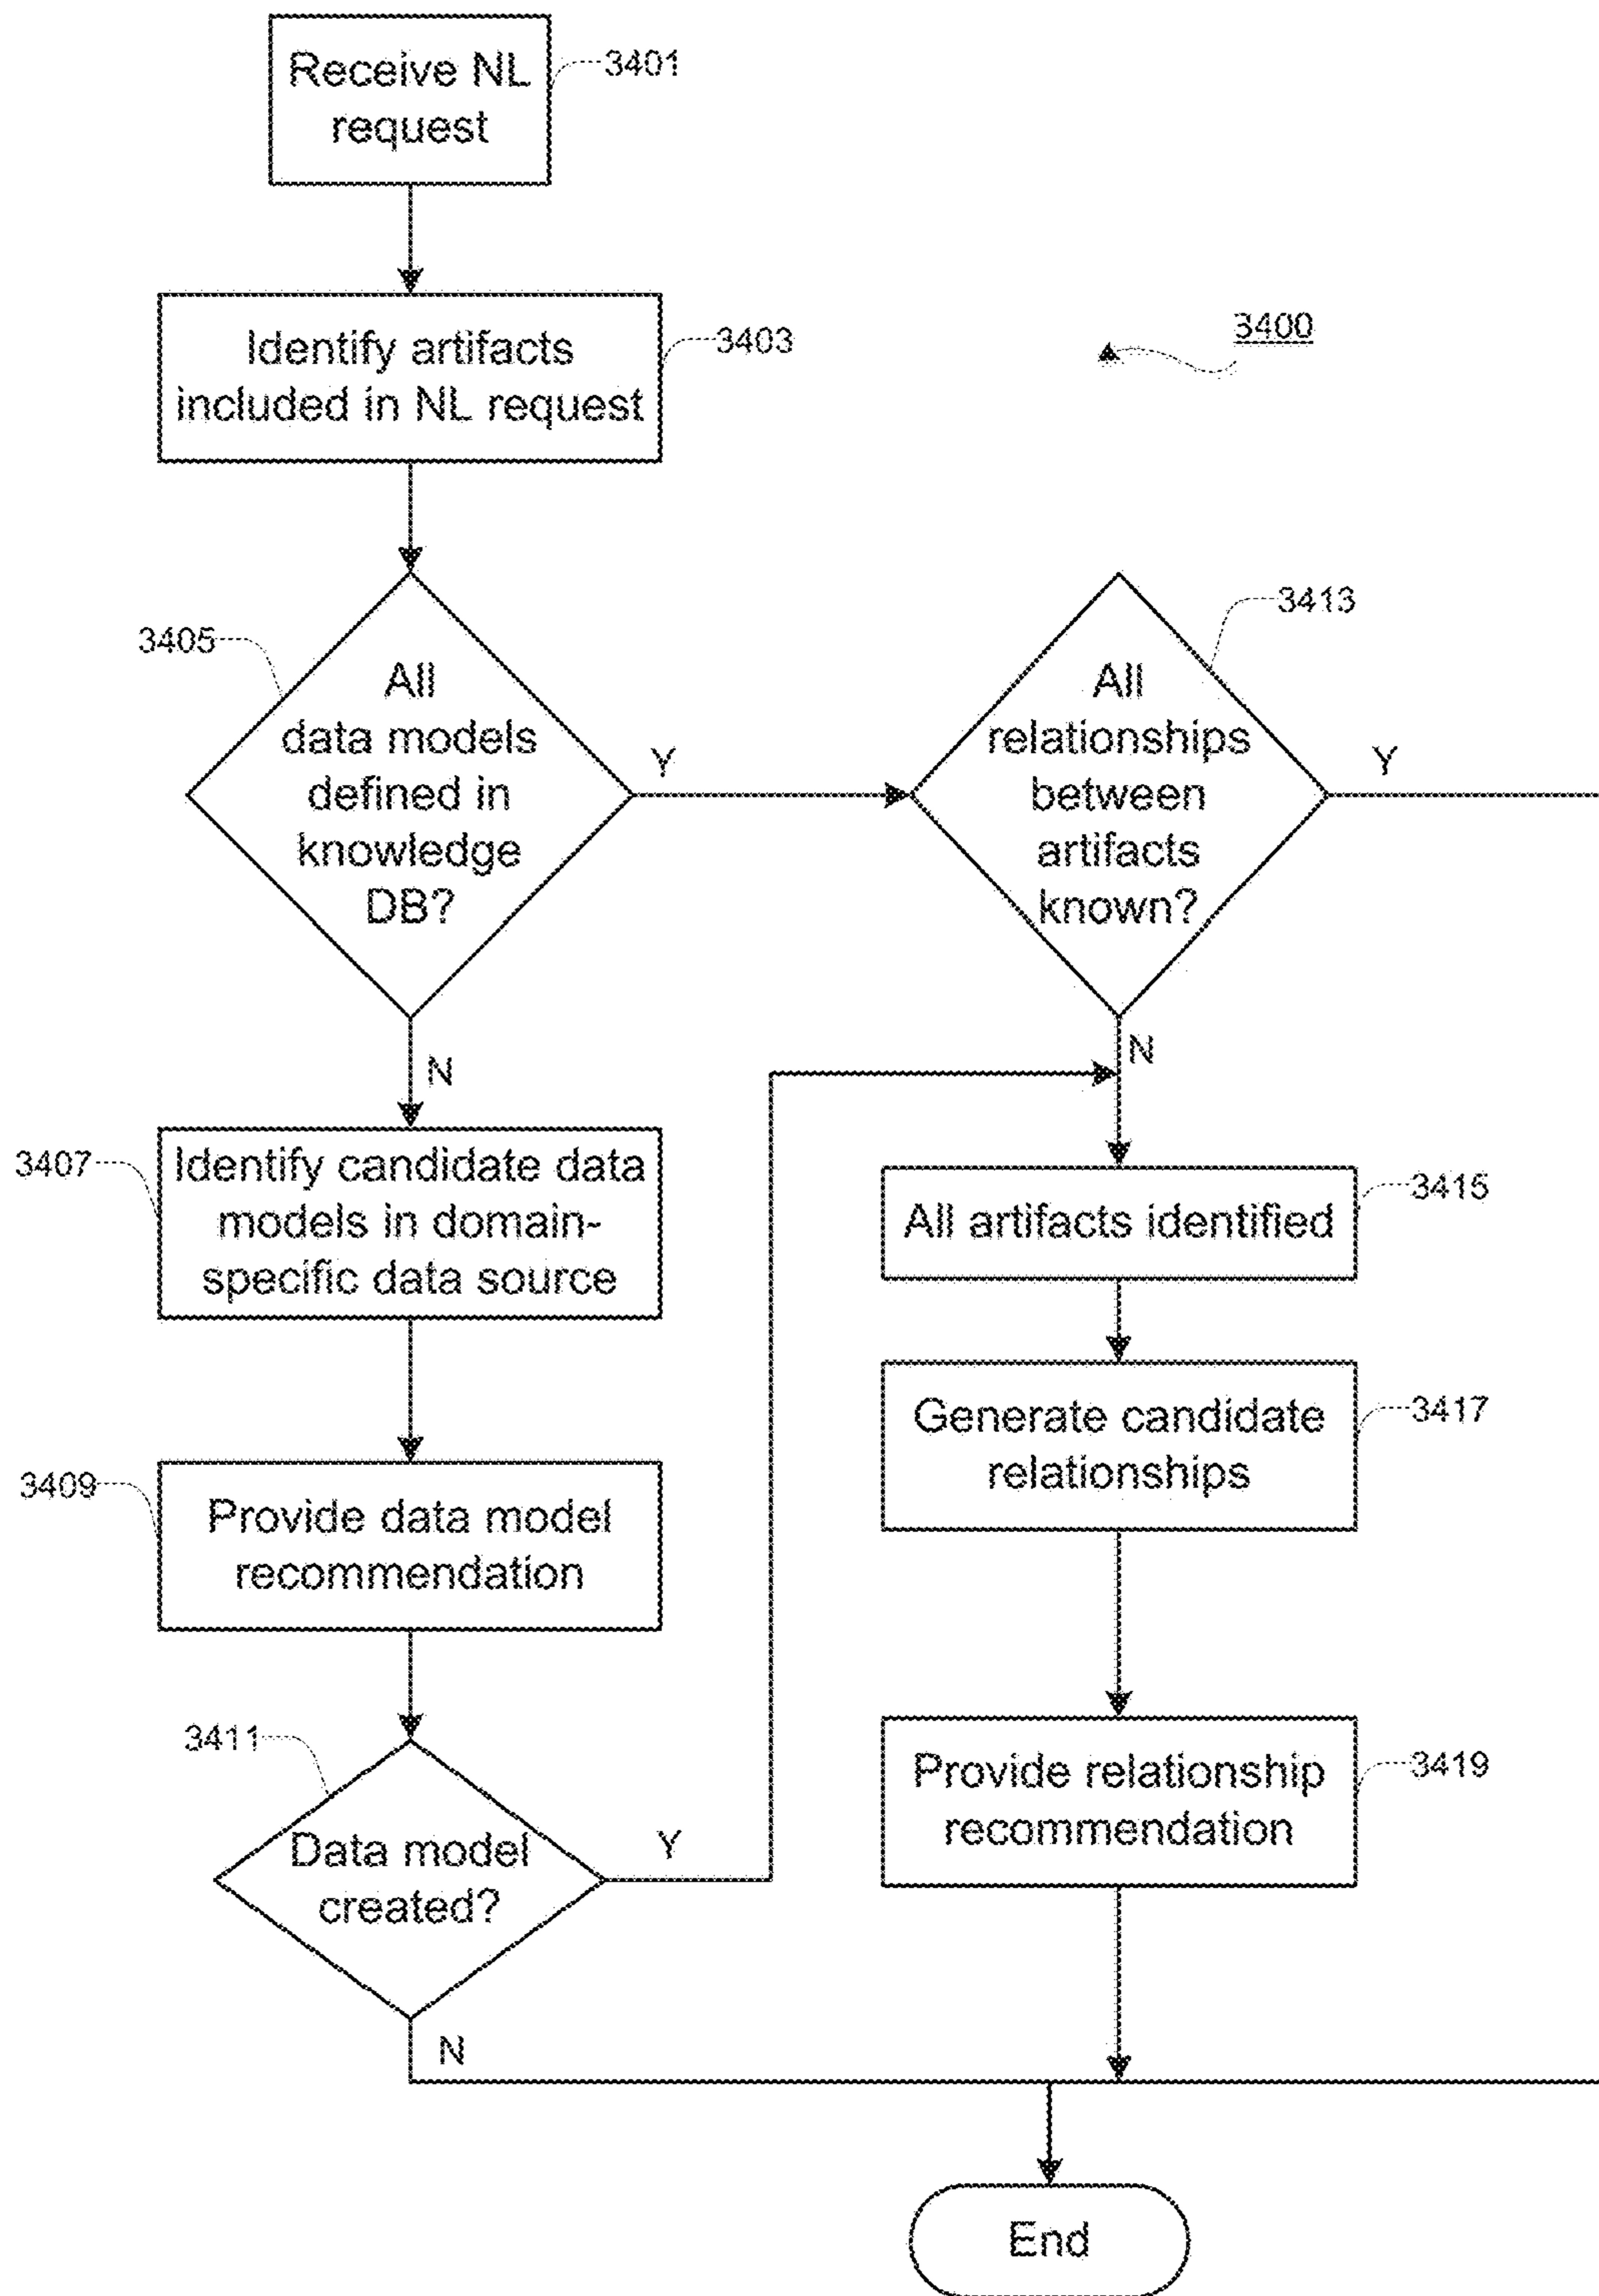 Receive NL
request
3401
Identify artifacts
included in NL request
3403
3400
3405
All
data models
defined in
knowledge
DB?
Y
N
3413
All
relationships
between
artifacts
known?
Y
N
3407
Identify candidate data
models in domain-
specific data source
3415
All artifacts identified
3417
Generate candidate
relationships
3409
Provide data model
recommendation
3411
Data model
created?
Y
N
3419
Provide relationship
recommendation
End